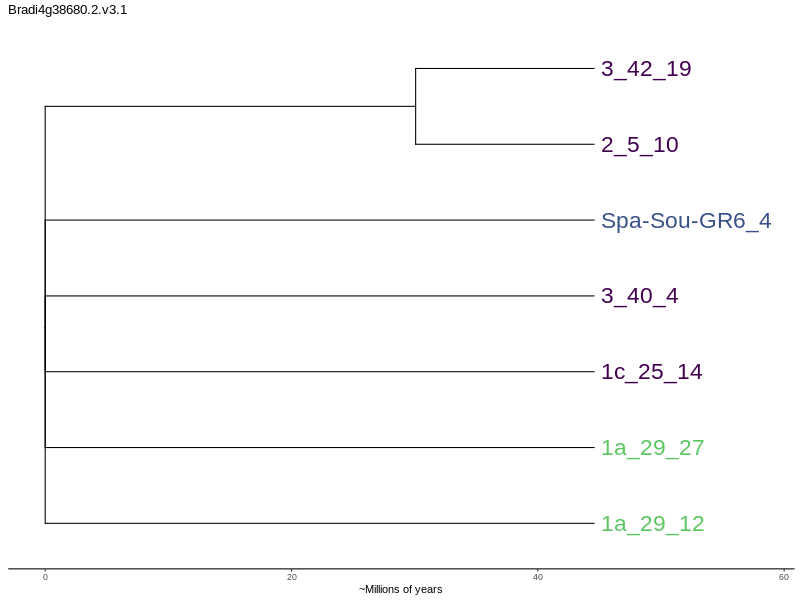 Bradi4g38680.2.v3.1
3_42_19
2_5_10
Spa-Sou-GR6_4
3_40_4
1c_25_14
1a_29_27
1a_29_12
0 20 40 60
~Millions of years